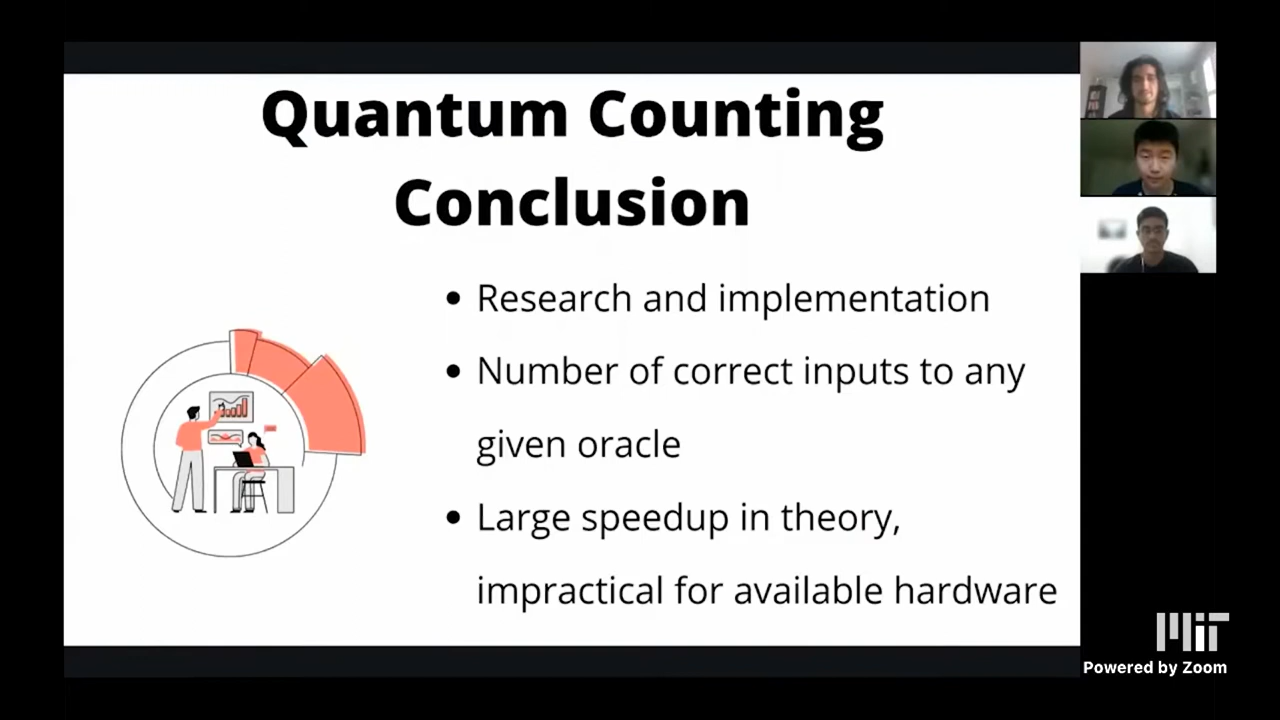 Quantum Counting
Conclusion
• Research and implementation
• Number of correct inputs to any
given oracle
• Large speedup in theory,
impractical for available hardware
MIT
Powered by Zoom